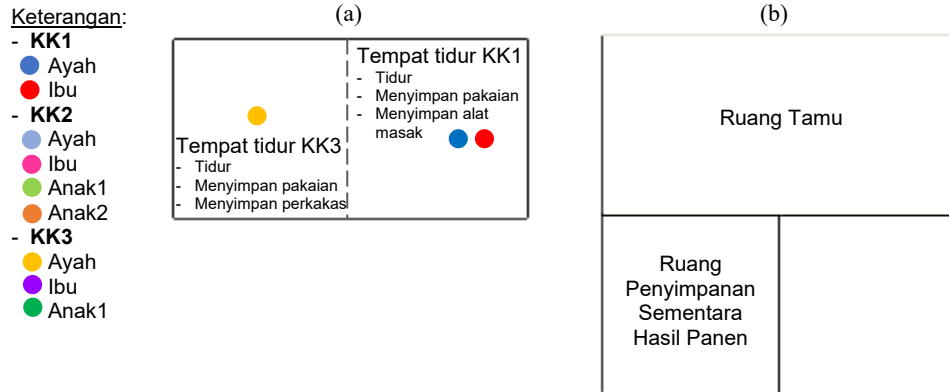 Keterangan:
- KK1
Ayah
Ibu
- KK2
Ayah
Ibu
Anak1
Anak2
- KK3
Ayah
Ibu
Anak1
(a)
Tempat tidur KK3
- Tidur
- Menyimpan pakaian
- Menyimpan perkakas
Tempat tidur KK1
- Tidur
- Menyimpan pakaian
- Menyimpan alat
masak
(b)
Ruang Tamu
Ruang
Penyimpanan
Sementara
Hasil Panen